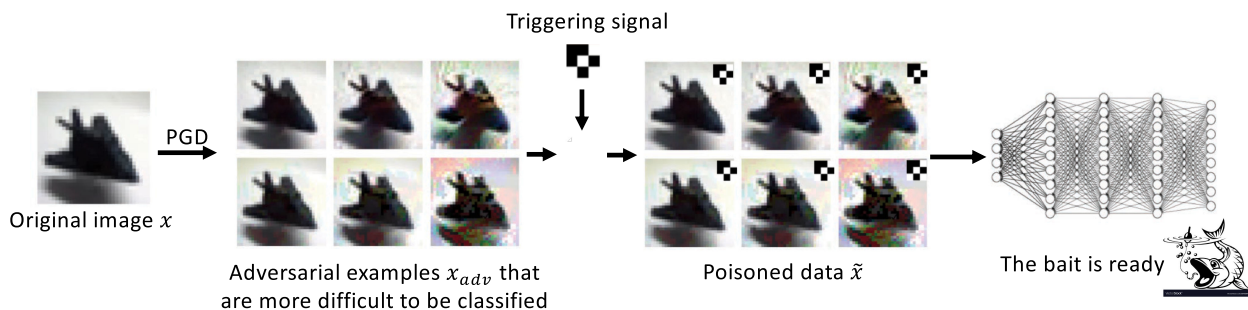 Triggering signal
PGD
Original image x
Adversarial examples x_adv that
are more difficult to be classified
Poisoned data x̃
The bait is ready